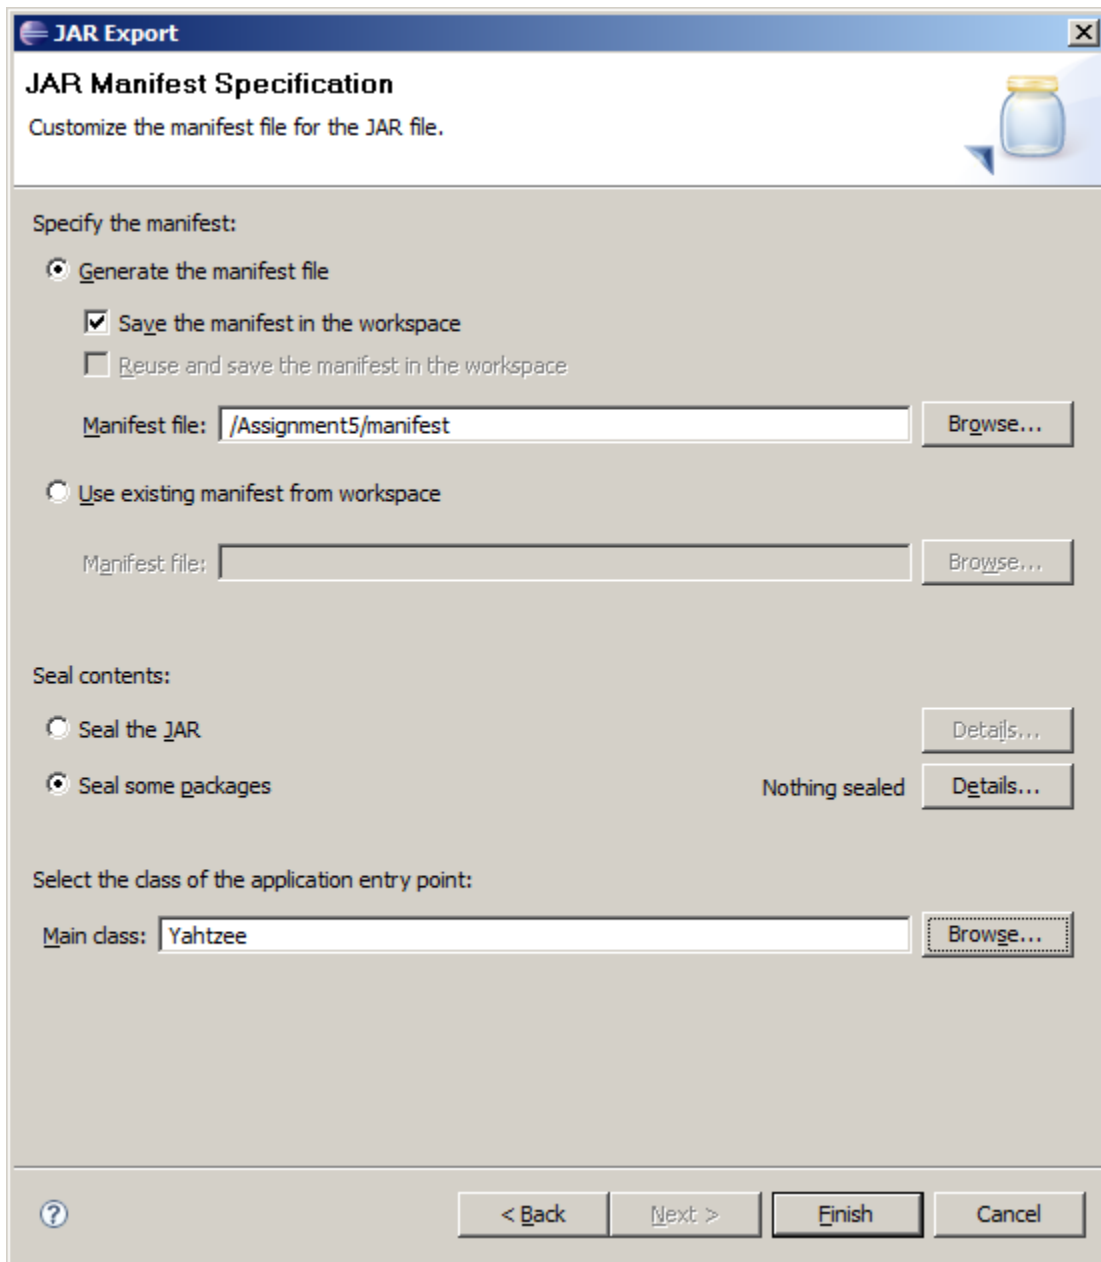 JAR Export
JAR Manifest Specification
Customize the manifest file for the JAR file.
Specify the manifest:
Generate the manifest file
Save the manifest in the workspace
Reuse and save the manifest in the workspace
Manifest file: /Assignment5/manifest Browse...
Use existing manifest from workspace
Manifest file: Browse...
Seal contents:
Seal the JAR Details...
Seal some packages Nothing sealed Details...
Select the class of the application entry point:
Main class: Yahtzee Browse...
? < Back Next > Finish Cancel